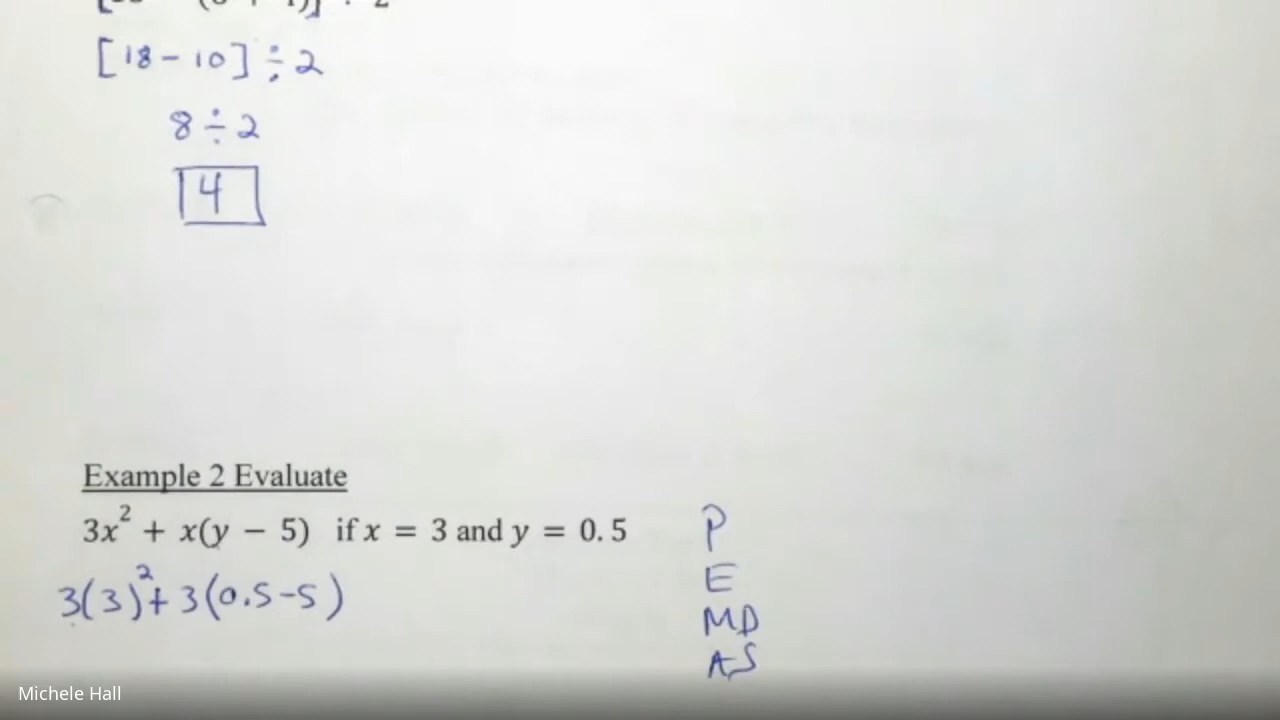 [18 - 10] ÷ 2
8 ÷ 2
4
Example 2 Evaluate
3x² + x(y − 5) if x = 3 and y = 0.5
3(3)² + 3(0.5-5)
P
E
MD
AS
Michele Hall